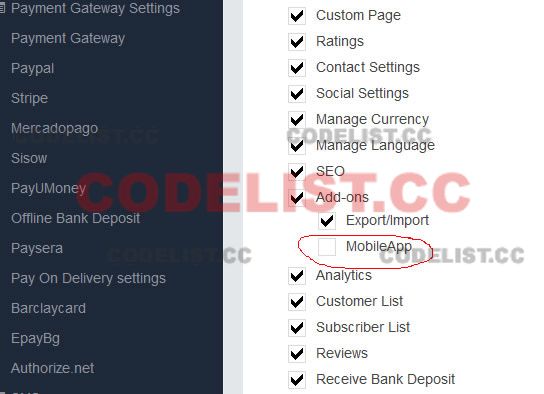 Payment Gateway Settings
Payment Gateway
Paypal
Stripe
Mercadopago
Sisow
PayUMoney
Offline Bank Deposit
Paysera
Pay On Delivery settings
Barclaycard
EpayBg
Authorize.net
Custom Page
Ratings
Contact Settings
Social Settings
Manage Currency
Manage Language
SEO
Add-ons
Export/Import
MobileApp
Analytics
Customer List
Subscriber List
Reviews
Receive Bank Deposit
CODELIST.CC
CODELIST.CC
CODELIST.CC
CODELIST.CC
CODELIST.CC